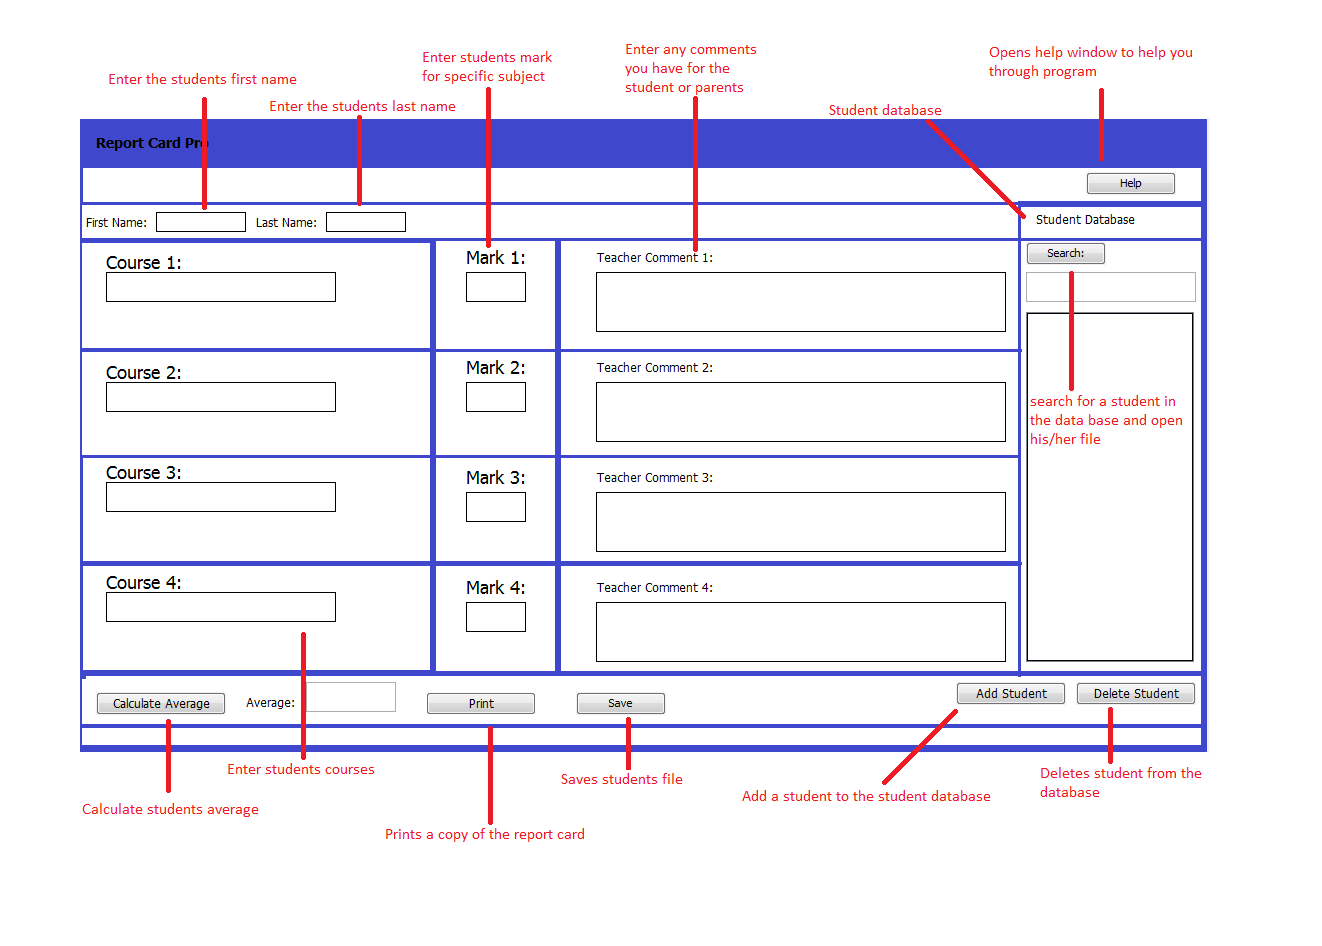 Enter the students first name
Enter the students last name
Enter students mark
for specific subject
Enter any comments
you have for the
student or parents
Student database
Opens help window to help you
through program
Report Card Pro
Help
First Name:
Last Name:
Student Database
Course 1:
Mark 1:
Teacher Comment 1:
Search:
Course 2:
Mark 2:
Teacher Comment 2:
search for a student in
the data base and open
his/her file
Course 3:
Mark 3:
Teacher Comment 3:
Course 4:
Mark 4:
Teacher Comment 4:
Calculate Average
Average:
Print
Save
Add Student
Delete Student
Enter students courses
Calculate students average
Prints a copy of the report card
Saves students file
Add a student to the student database
Deletes student from the
database